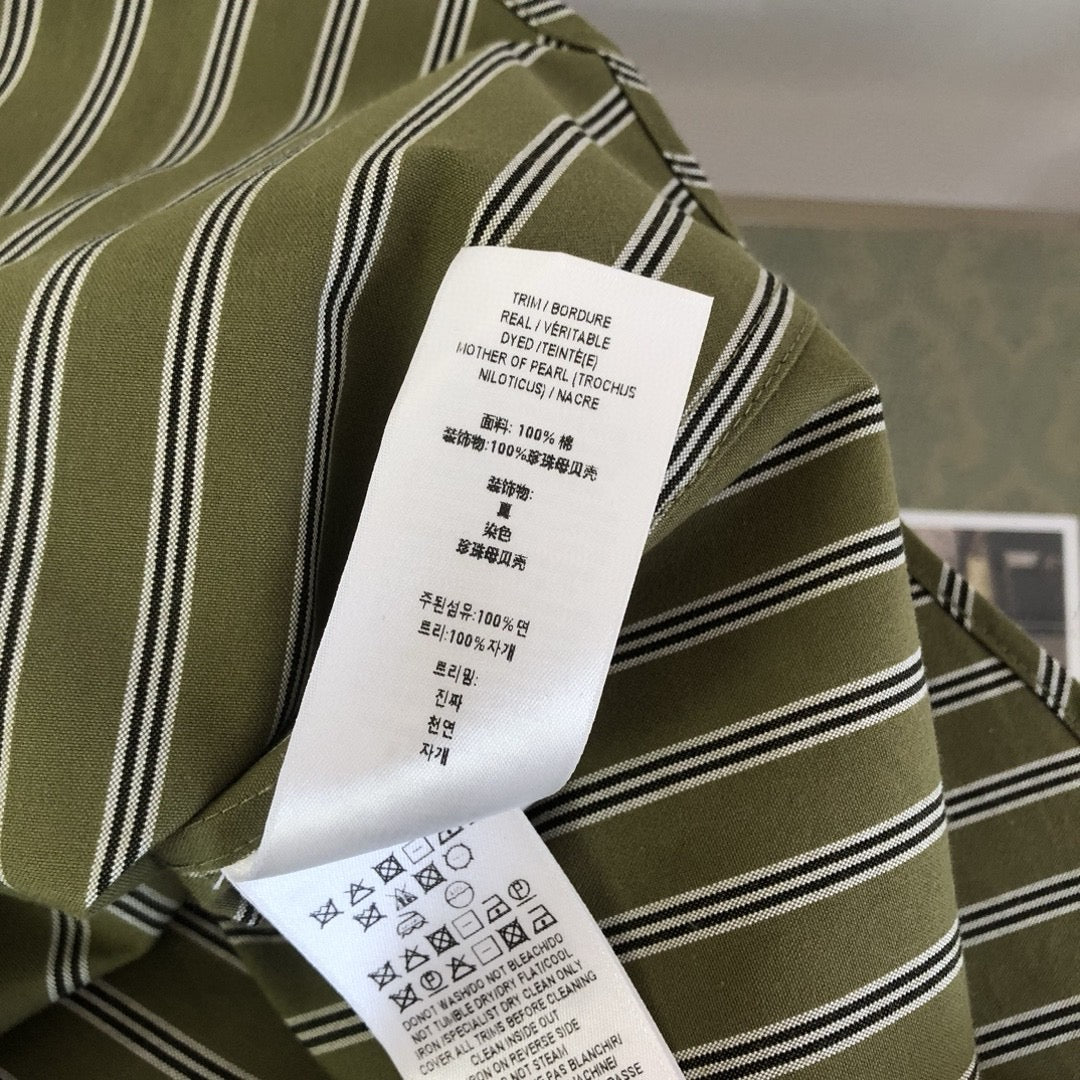 TRIM / BORDURE
REAL / VÉRITABLE
DYED /TEINTÉ(E)
MOTHER OF PEARL (TROCHUS
NILOTICUS) / NACRE
面料: 100% 棉
装饰物:100%珍珠母贝壳
装饰物:
染色
珍珠母贝壳
주된섬유:100%면
트리:100%자개
트리밍:
진짜
천연
자개
DO NOT WASH/DO NOT BLEACH/DO
NOT TUMBLE DRY/DRY FLAT/COOL
IRON /SPECIALIST DRY CLEAN ONLY
COVER ALL TRIMS BEFORE CLEANING
CLEAN INSIDE OUT
IRON ON REVERSE SIDE
DO NOT STEAM
PAS BLANCHIR/